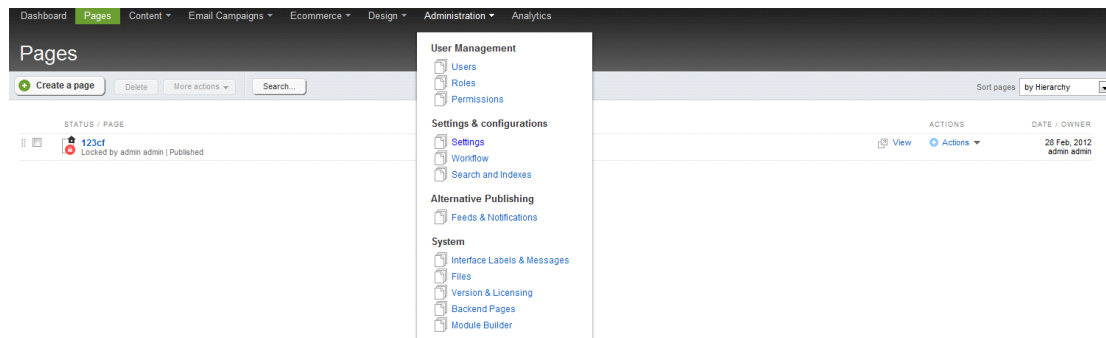 Dashboard Pages Content Email Campaigns Ecommerce Design Administration Analytics
Pages
Create a page Delete More actions Search... Sort pages by Hierarchy
User Management
Users
Roles
Permissions
Settings & configurations
Settings
Workflow
Search and Indexes
Alternative Publishing
Feeds & Notifications
System
Interface Labels & Messages
Files
Version & Licensing
Backend Pages
Module Builder
STATUS / PAGE ACTIONS DATE / OWNER
123cf View Actions 28 Feb, 2012
Locked by admin admin | Published admin admin